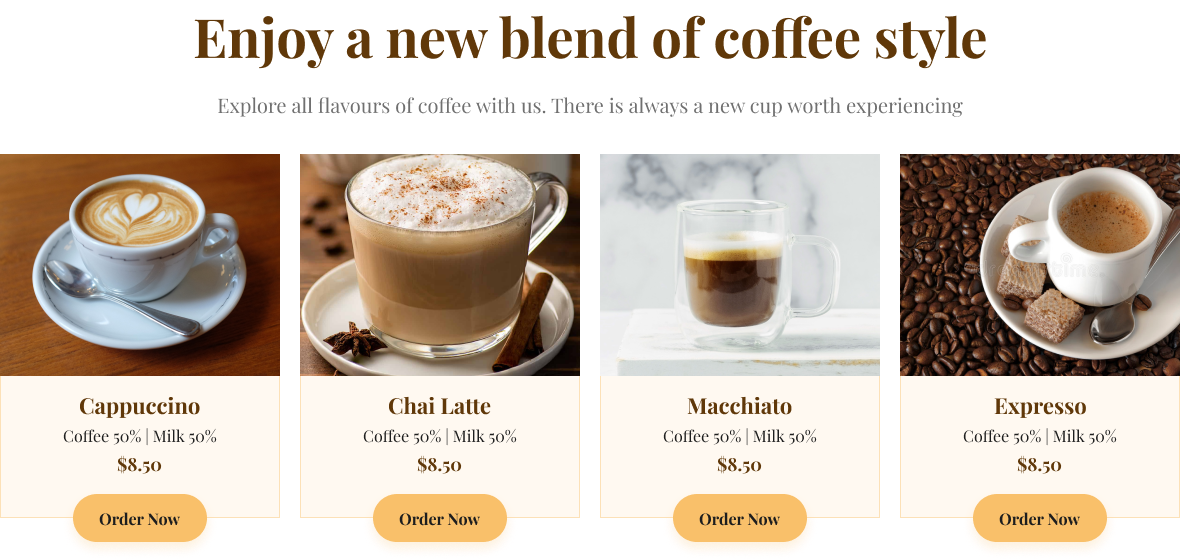 Enjoy a new blend of coffee style
Explore all flavours of coffee with us. There is always a new cup worth experiencing
Cappuccino
Coffee 50% | Milk 50%
$8.50
Order Now
Chai Latte
Coffee 50% | Milk 50%
$8.50
Order Now
Macchiato
Coffee 50% | Milk 50%
$8.50
Order Now
Expresso
Coffee 50% | Milk 50%
$8.50
Order Now